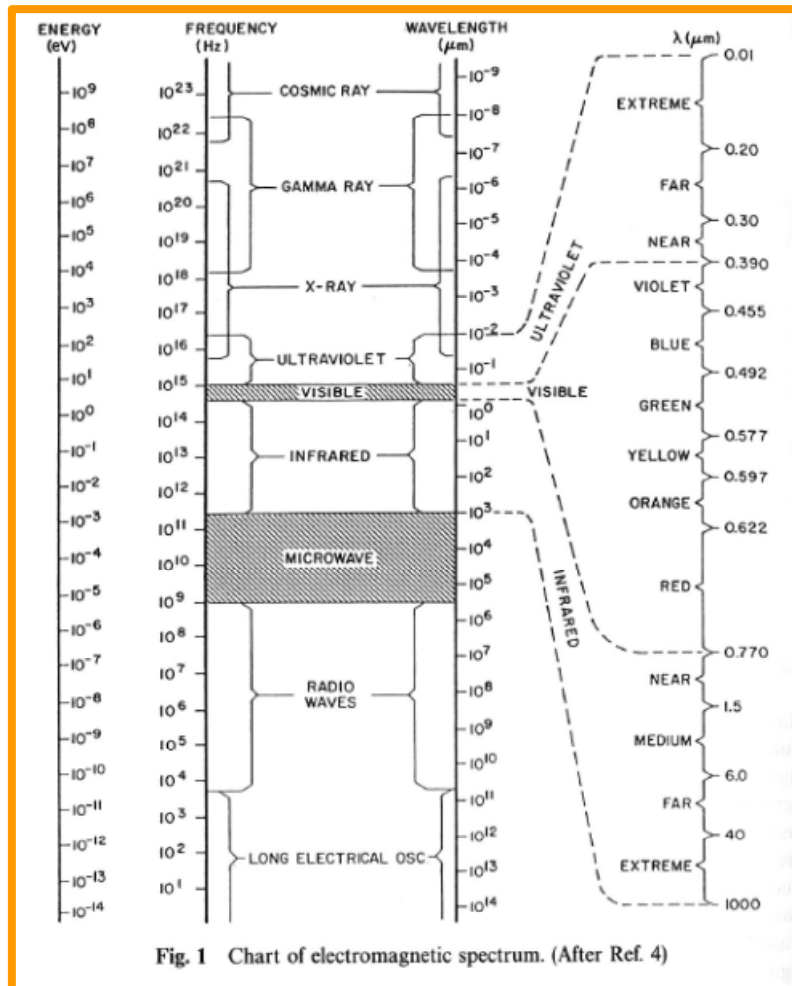 ENERGY (eV)
10⁹
10⁸
10⁷
10⁶
10⁵
10⁴
10³
10²
10¹
10⁰
10⁻¹
10⁻²
10⁻³
10⁻⁴
10⁻⁵
10⁻⁶
10⁻⁷
10⁻⁸
10⁻⁹
10⁻¹⁰
10⁻¹¹
10⁻¹²
10⁻¹³
10⁻¹⁴
FREQUENCY
(Hz)
10²³
10²²
10²¹
10²⁰
10¹⁹
10¹⁸
10¹⁷
10¹⁶
10¹⁵
10¹⁴
10¹³
10¹²
10¹¹
10¹⁰
10⁹
10⁸
10⁷
10⁶
10⁵
10⁴
10³
10²
10¹
COSMIC RAY
GAMMA RAY
X-RAY
ULTRAVIOLET
VISIBLE
INFRARED
MICROWAVE
RADIO
WAVES
LONG ELECTRICAL OSC.
WAVELENGTH
(μm)
10⁻⁹
10⁻⁸
10⁻⁷
10⁻⁶
10⁻⁵
10⁻⁴
10⁻³
10⁻²
10⁻¹
10⁰
10¹
10²
10³
10⁴
10⁵
10⁶
10⁷
10⁸
10⁹
10¹⁰
10¹¹
10¹²
10¹³
10¹⁴
ULTRAVIOLET
VISIBLE
INFRARED
λ (μm)
0.01
EXTREME
0.20
FAR
0.30
NEAR
0.390
VIOLET
0.455
BLUE
0.492
GREEN
0.577
YELLOW
0.597
ORANGE
0.622
RED
0.770
NEAR
1.5
MEDIUM
6.0
FAR
40
EXTREME
1000
Fig. 1 Chart of electromagnetic spectrum. (After Ref. 4)